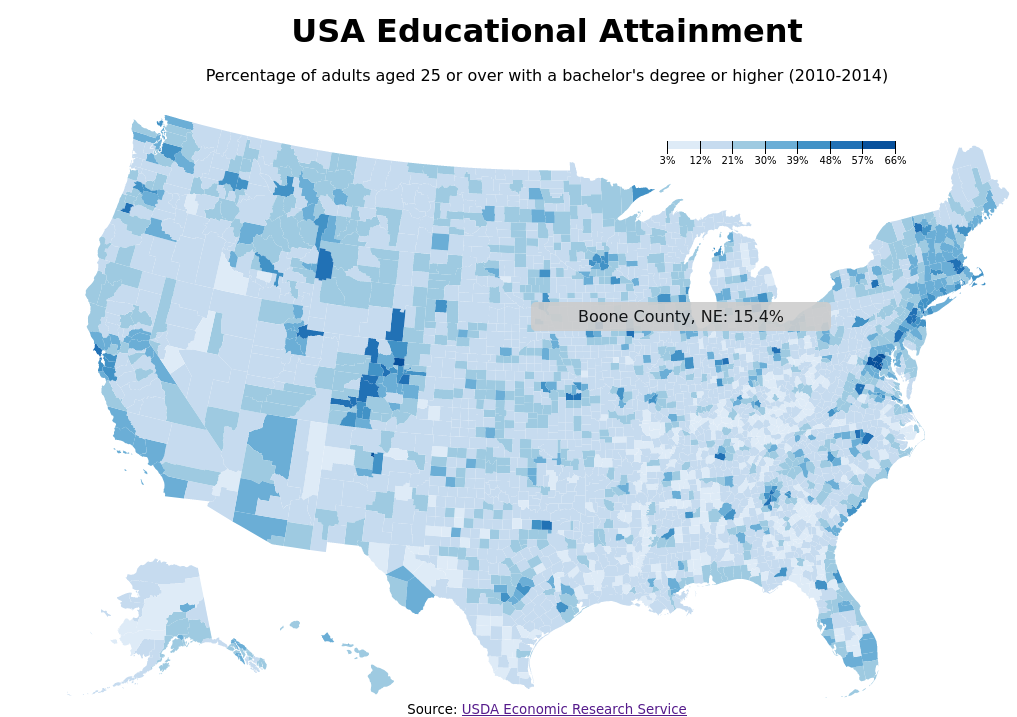 USA Educational Attainment
Percentage of adults aged 25 or over with a bachelor's degree or higher (2010-2014)
3% 12% 21% 30% 39% 48% 57% 66%
Boone County, NE: 15.4%
Source: USDA Economic Research Service